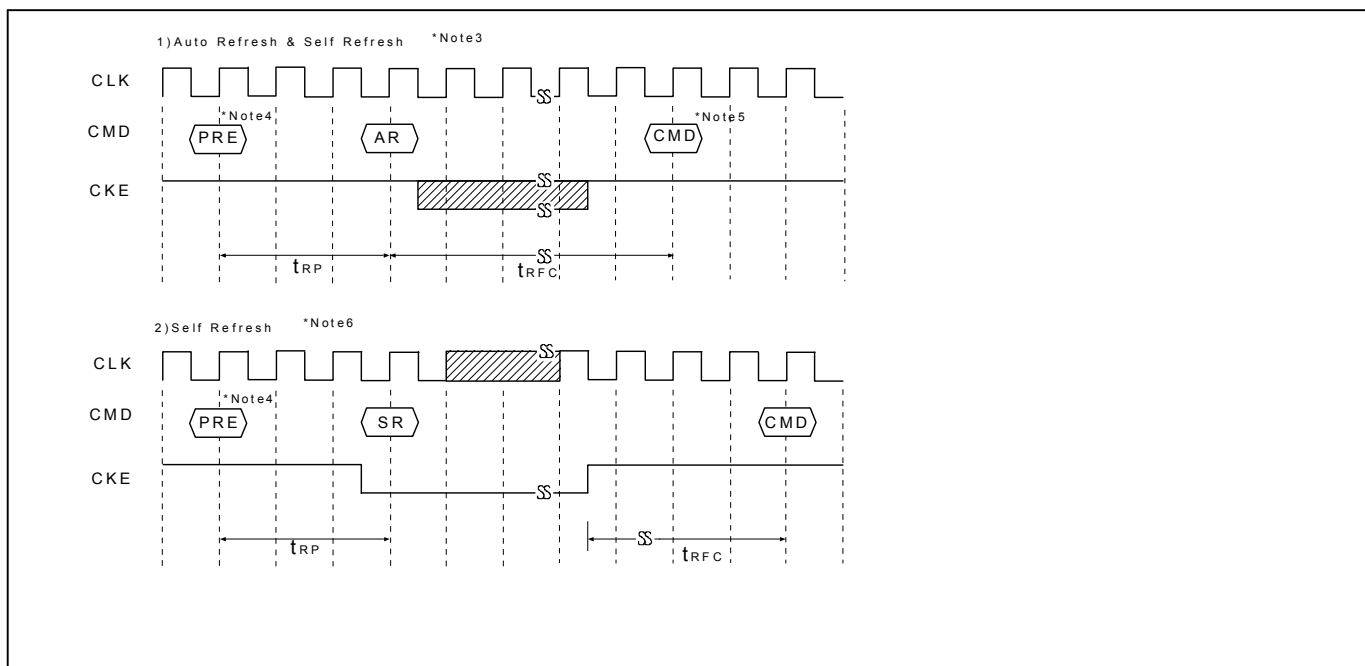 1)Auto Refresh & Self Refresh *Note3
CLK
CMD PRE *Note4 AR CMD *Note5
CKE
tRP tRFC
2)Self Refresh *Note6
CLK
CMD PRE *Note4 SR CMD
CKE
tRP tRFC